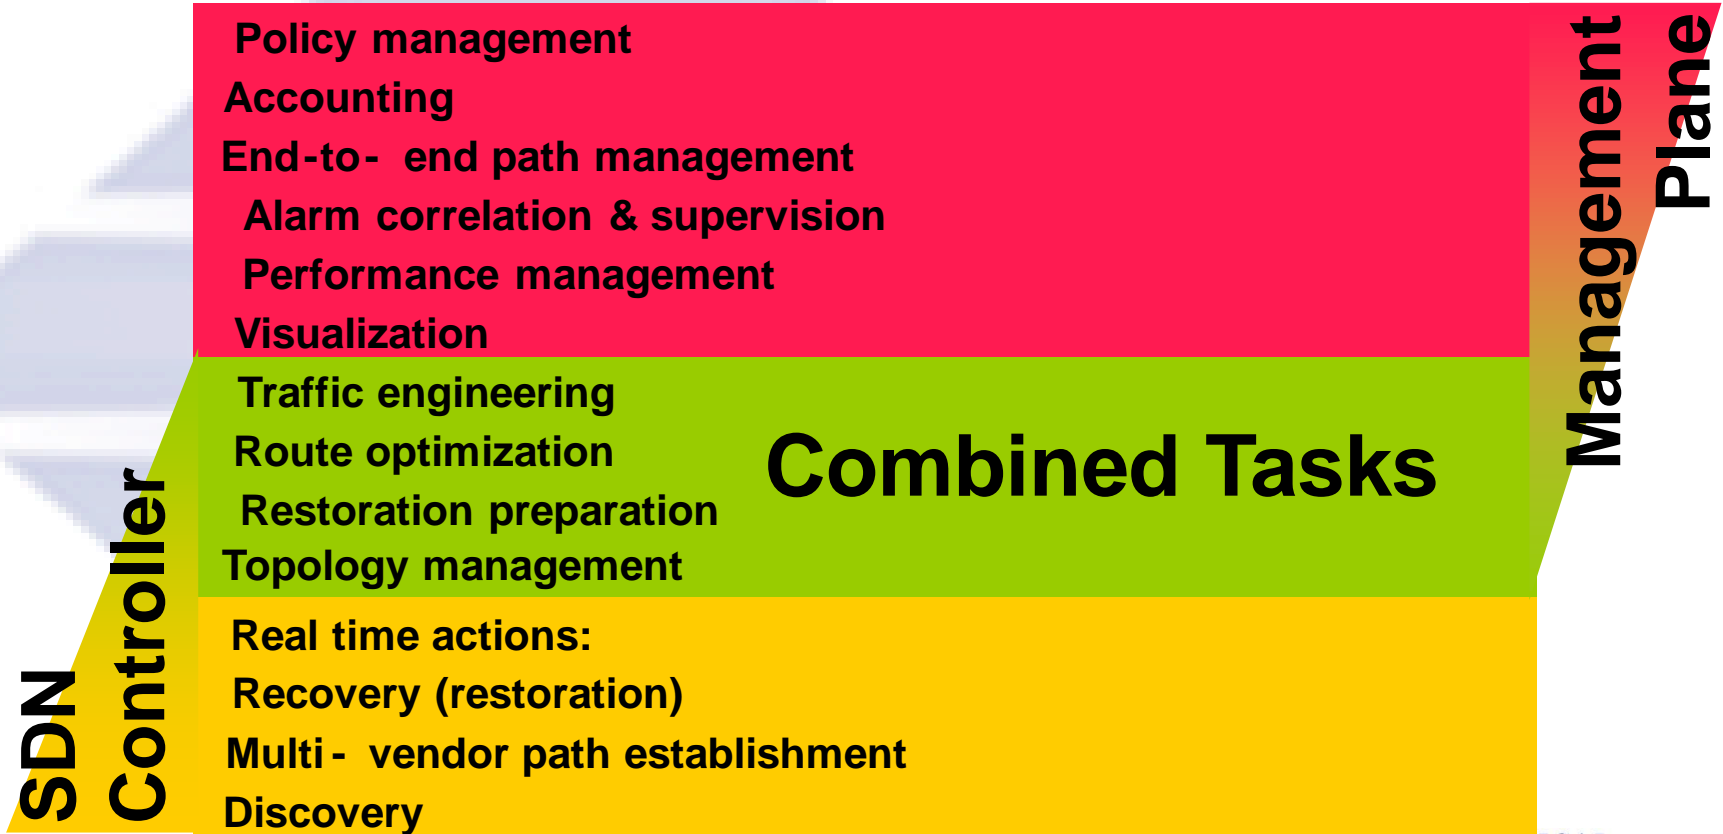 Policy management
Accounting
End-to- end path management
Alarm correlation & supervision
Performance management
Visualization
Management
Plane
Traffic engineering
Route optimization
Restoration preparation
Topology management
Combined Tasks
SDN
Controller
Real time actions:
Recovery (restoration)
Multi- vendor path establishment
Discovery